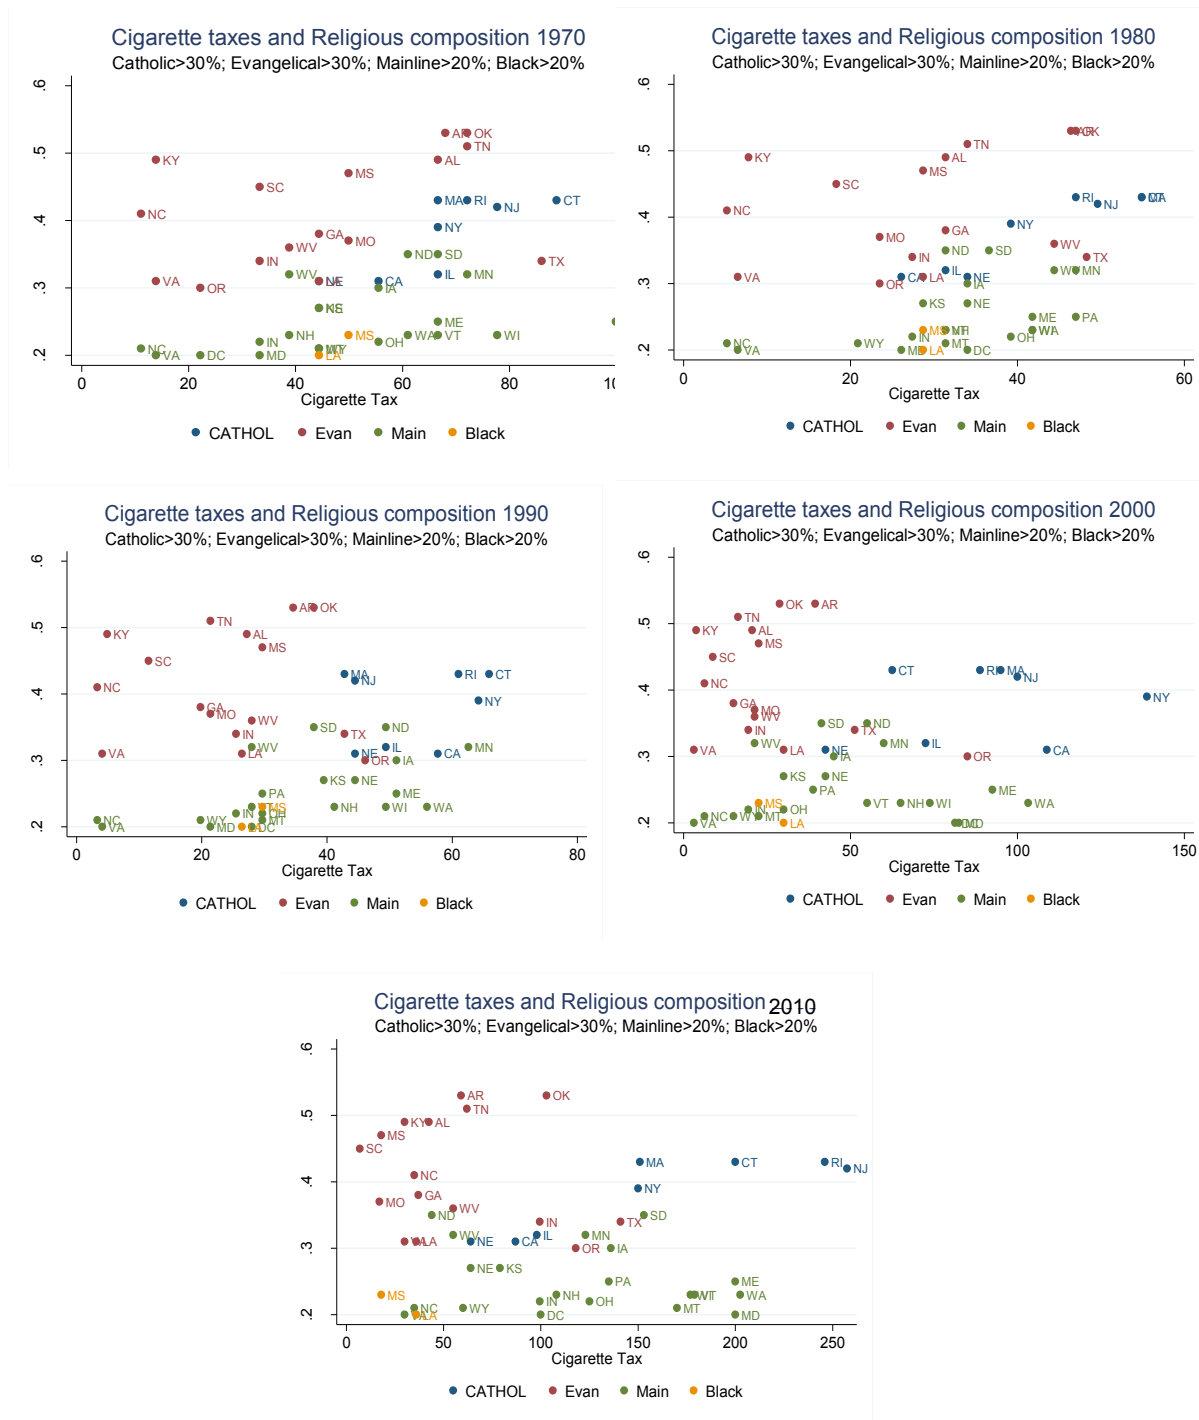 Cigarette taxes and Religious composition 1970
Catholic>30%; Evangelical>30%; Mainline>20%; Black>20%
.6
.5
.4
.3
.2
AR OK
TN
KY AL
MS
SC
MA RI NJ CT
NC
NY
GA
WV MO
ND SD
IN TX
WV IL MN
VA CA
OR IA
ME
NH MS WA VT WI
IN OH
NC
VA DC MD LA
0 20 40 60 80
Cigarette Tax
CATHOL Evan Main Black
Cigarette taxes and Religious composition 1980
Catholic>30%; Evangelical>30%; Mainline>20%; Black>20%
.6
.5
.4
.3
.2
TN
KY AL
MS
SC
RI NJ
NC
NY
GA
MO WV
ND SD
IN TX
IL MN
VA CA LA NE
OR IA
KS NE
ME PA
MS
IN OH
NC WY MT
VA MD LA DC
0 20 40 60
Cigarette Tax
CATHOL Evan Main Black
Cigarette taxes and Religious composition 1990
Catholic>30%; Evangelical>30%; Mainline>20%; Black>20%
.6
.5
.4
.3
.2
AR OK
TN
KY AL
MS
SC
MA NJ RI CT
NC NY
GA
MO WV
SD ND
IN TX
WV IL MN
VA LA NE CA
OR IA
KS NE
PA ME
MS NH WI WA
IN OH
NC WY MT
VA MD LA DC
0 20 40 60 80
Cigarette Tax
CATHOL Evan Main Black
Cigarette taxes and Religious composition 2000
Catholic>30%; Evangelical>30%; Mainline>20%; Black>20%
.6
.5
.4
.3
.2
OK AR
TN
KY AL
MS
SC
CT RI MA NJ
NC NY
GA
MO
WV SD ND
IN TX
WV MN IL
VA LA NE CA
IA OR
KS NE
PA ME
MS VT NH WI WA
IN OH
NC WY MT
VA LA DC MD
0 50 100 150
Cigarette Tax
CATHOL Evan Main Black
Cigarette taxes and Religious composition 2010
Catholic>30%; Evangelical>30%; Mainline>20%; Black>20%
.6
.5
.4
.3
.2
AR OK
TN
KY AL
MS
SC
MA CT RI NJ
NC
MO GA NY
WV
ND SD
IN TX
WV IL MN
LA NE CA
OR IA
NE KS
PA ME
MS NH WA
IN OH
NC WY MT
LA DC MD
0 50 100 150 200 250
Cigarette Tax
CATHOL Evan Main Black